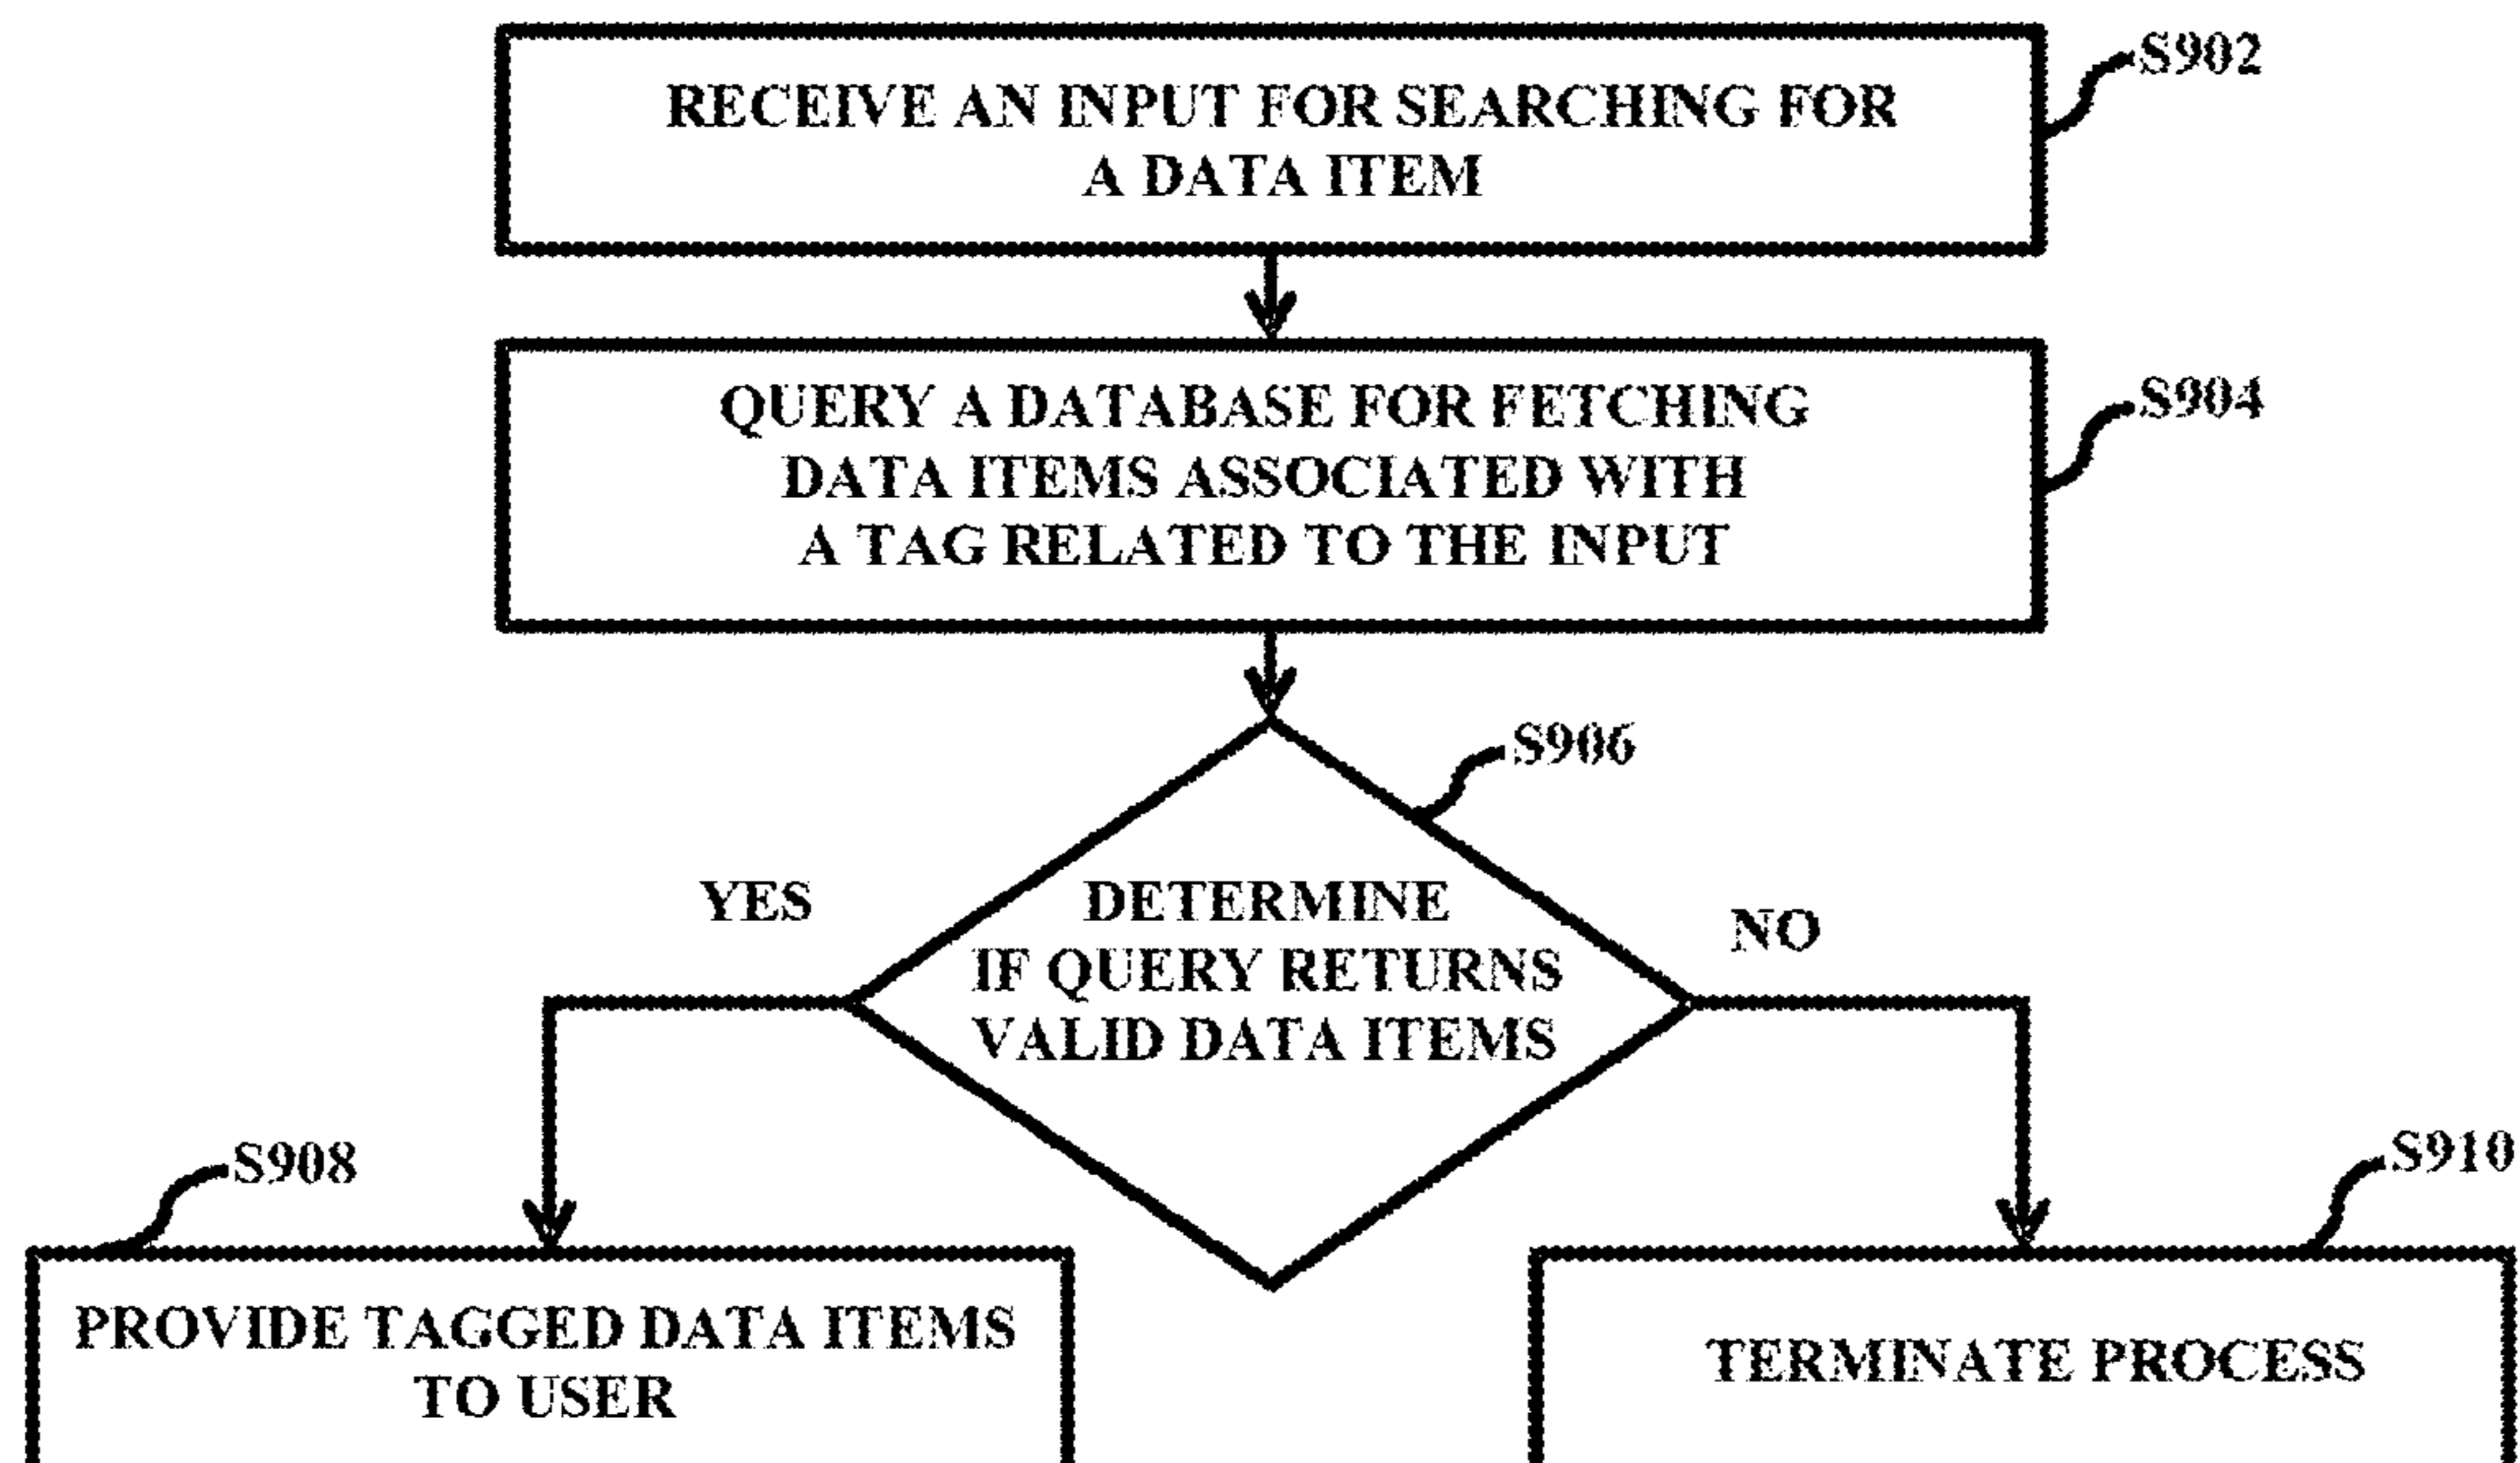 S902
RECEIVE AN INPUT FOR SEARCHING FOR
A DATA ITEM
S904
QUERY A DATABASE FOR FETCHING
DATA ITEMS ASSOCIATED WITH
A TAG RELATED TO THE INPUT
S906
YES
DETERMINE
IF QUERY RETURNS
VALID DATA ITEMS
NO
S908
S910
PROVIDE TAGGED DATA ITEMS
TO USER
TERMINATE PROCESS